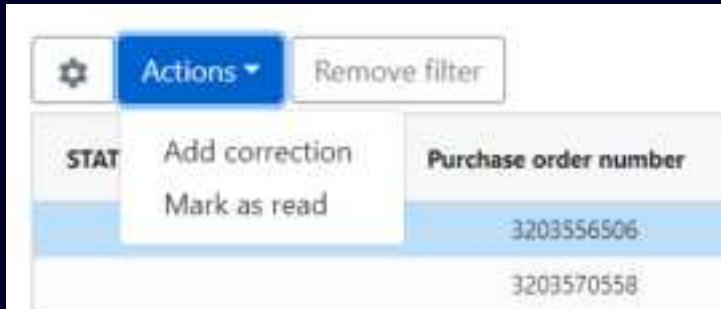 Actions
Remove filter
Add correction
Mark as read
STAT
Purchase order number
3203556506
3203570558